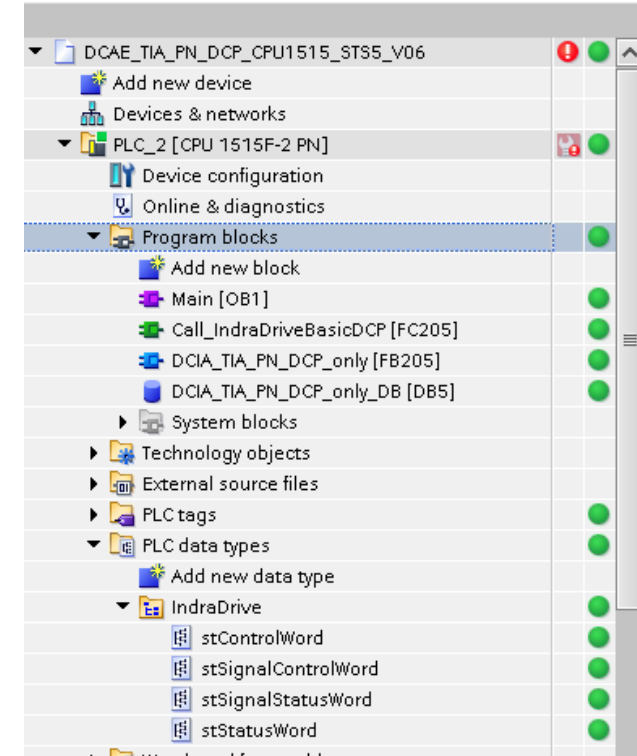 DCAE_TIA_PN_DCP_CPU1515_STS5_V06
Add new device
Devices & networks
PLC_2 [CPU 1515F-2 PN]
Device configuration
Online & diagnostics
Program blocks
Add new block
Main [OB1]
Call_IndraDriveBasicDCP [FC205]
DCIA_TIA_PN_DCP_only [FB205]
DCIA_TIA_PN_DCP_only_DB [DB5]
System blocks
Technology objects
External source files
PLC tags
PLC data types
Add new data type
IndraDrive
stControlWord
stSignalControlWord
stSignalStatusWord
stStatusWord